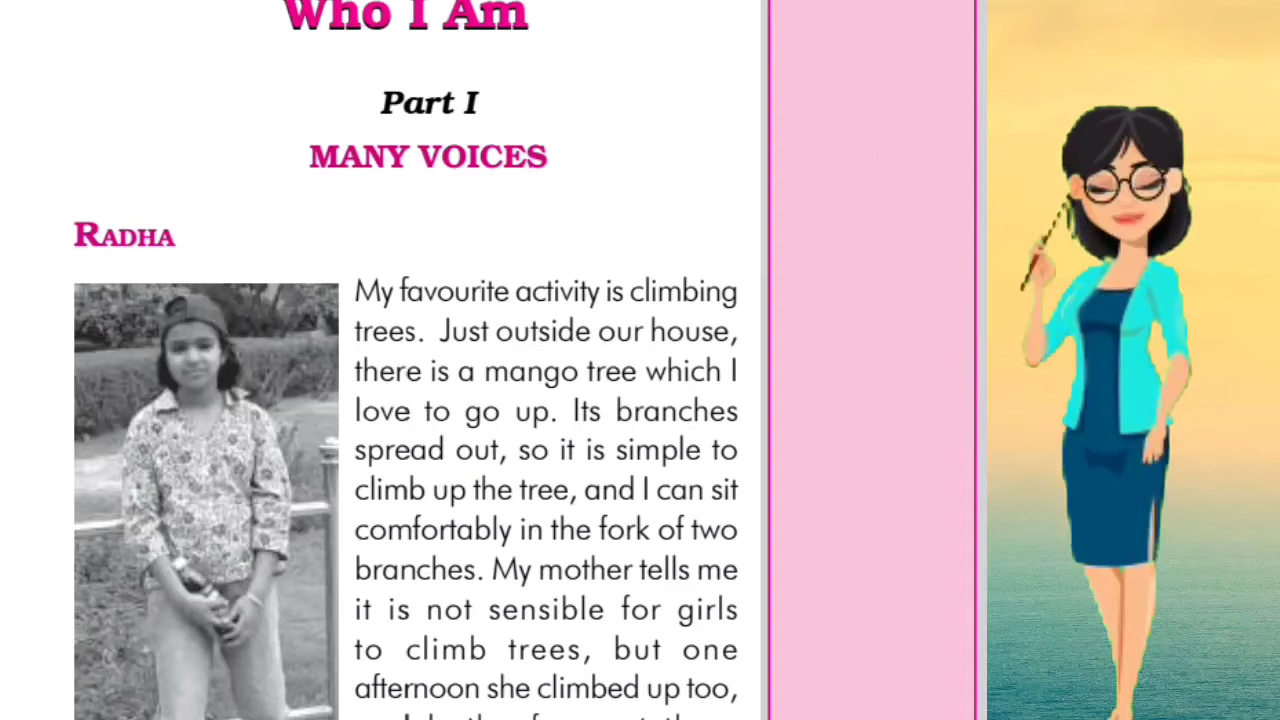 Who I Am
Part I
MANY VOICES
RADHA
My favourite activity is climbing
trees. Just outside our house,
there is a mango tree which I
love to go up. Its branches
spread out, so it is simple to
climb up the tree, and I can sit
comfortably in the fork of two
branches. My mother tells me
it is not sensible for girls
to climb trees, but one
afternoon she climbed up too,